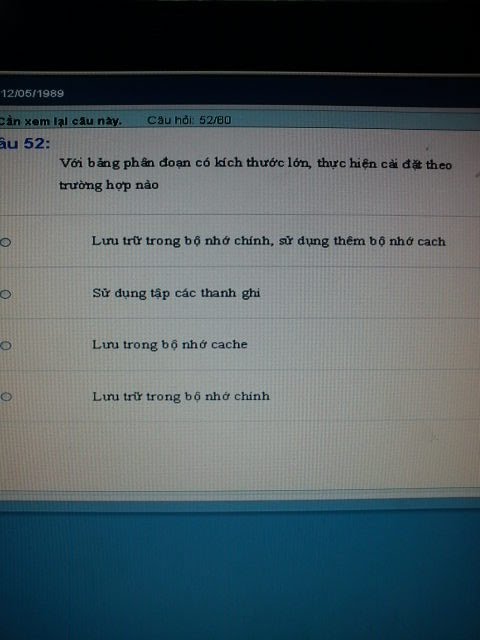 12/05/1989
Cần xem lại câu này. Câu hỏi: 52/80
âu 52:
Với bảng phân đoạn có kích thước lớn, thực hiện cài đặt theo
trường hợp nào
Lưu trữ trong bộ nhớ chính, sử dụng thêm bộ nhớ cach
Sử dụng tập các thanh ghi
Lưu trong bộ nhớ cache
Lưu trữ trong bộ nhớ chính